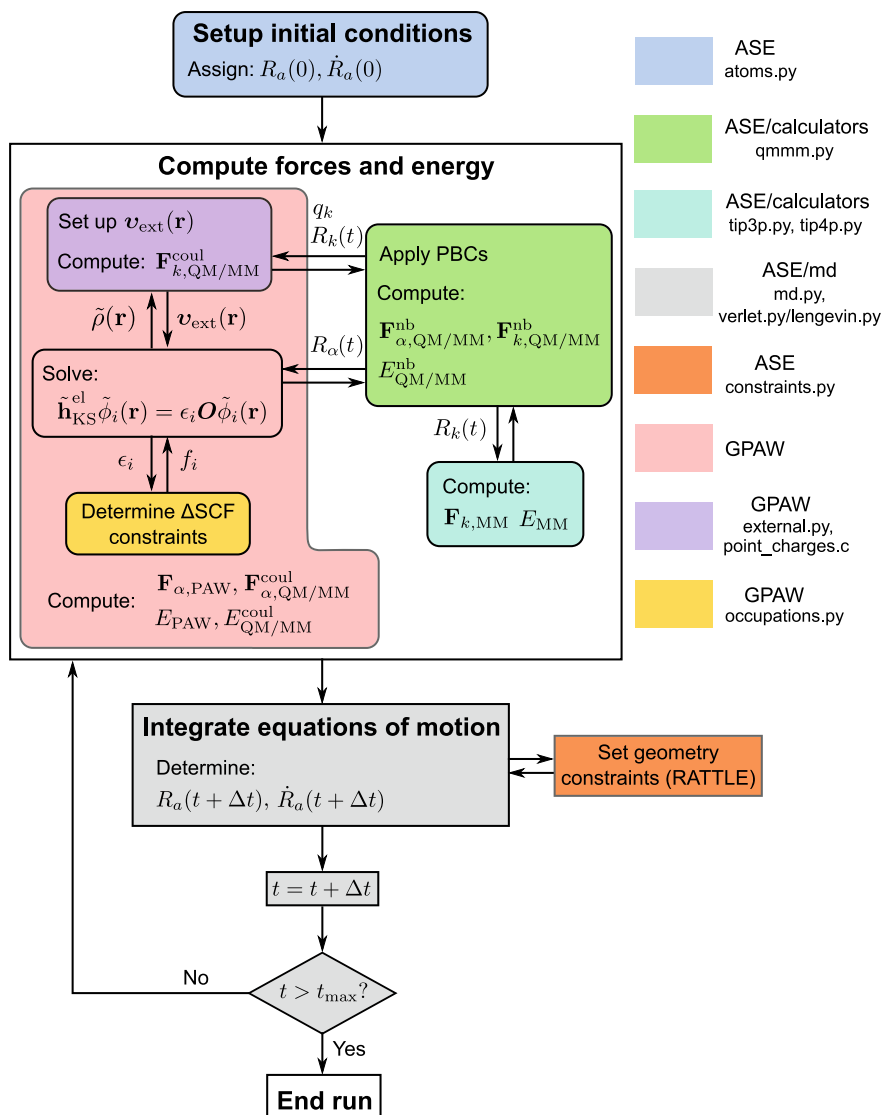 Setup initial conditions
Assign: R_a(0), Ṙ_a(0)
Compute forces and energy
Set up υ_ext(r)
Compute: F^coul_k,QM/MM
q_k
R_k(t)
ρ̃(r)
υ_ext(r)
R_α(t)
Apply PBCs
Compute:
F^nb_α,QM/MM, F^nb_k,QM/MM
E^nb_QM/MM
Solve:
h̃^el_KS ϕ̃_i(r) = ϵ_i O ϕ̃_i(r)
ϵ_i
f_i
R_k(t)
Determine ΔSCF
constraints
Compute:
F_k,MM E_MM
Compute:
F_α,PAW, F^coul_α,QM/MM
E_PAW, E^coul_QM/MM
Integrate equations of motion
Determine:
R_a(t + Δt), Ṙ_a(t + Δt)
Set geometry
constraints (RATTLE)
t = t + Δt
t > t_max?
No
Yes
End run
ASE
atoms.py
ASE/calculators
qmmm.py
ASE/calculators
tip3p.py, tip4p.py
ASE/md
md.py,
verlet.py/lengevin.py
ASE
constraints.py
GPAW
GPAW
external.py,
point_charges.c
GPAW
occupations.py